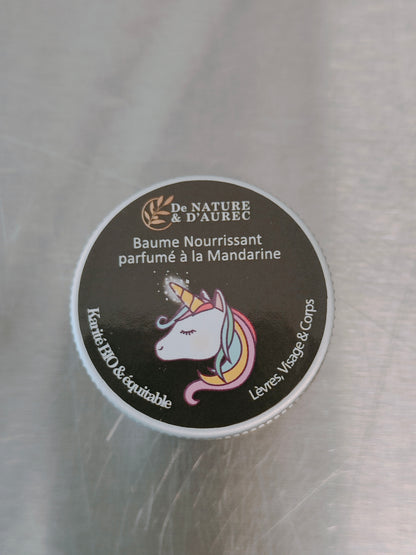 De NATURE
& D'AUREC
Baume Nourrissant
parfumé à la Mandarine
Karité BIO & équitable
Lèvres, Visage & Corps